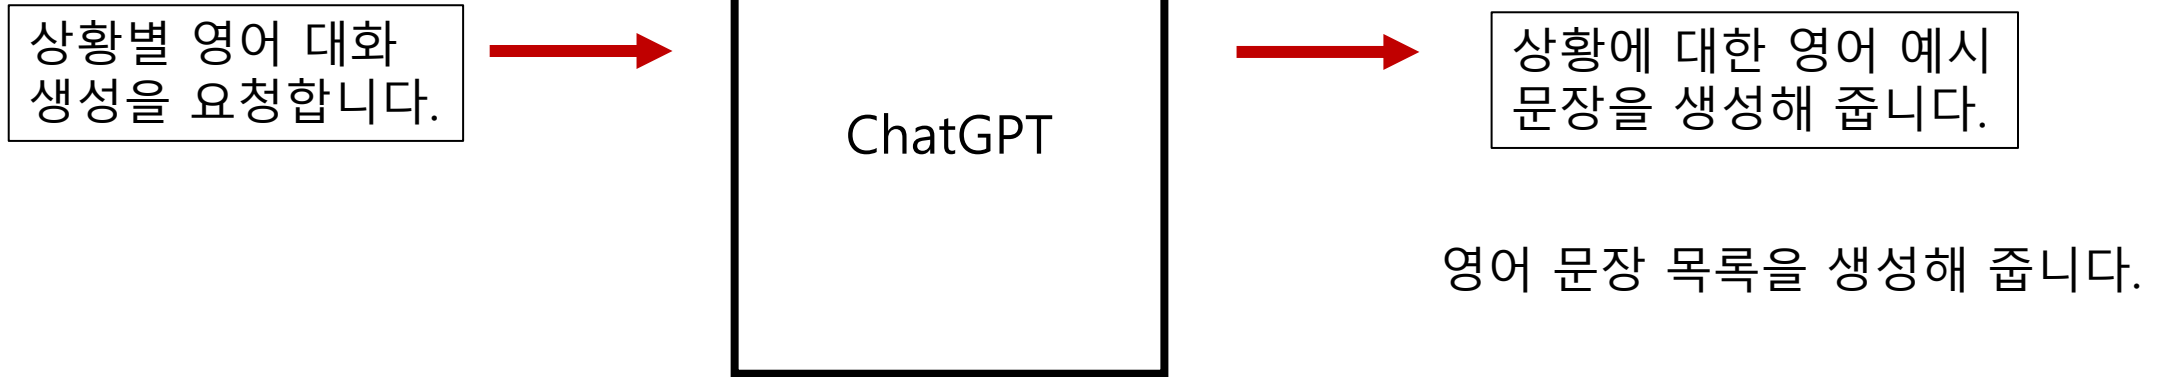 상황별 영어 대화
생성을 요청합니다.
ChatGPT
상황에 대한 영어 예시
문장을 생성해 줍니다.
영어 문장 목록을 생성해 줍니다.